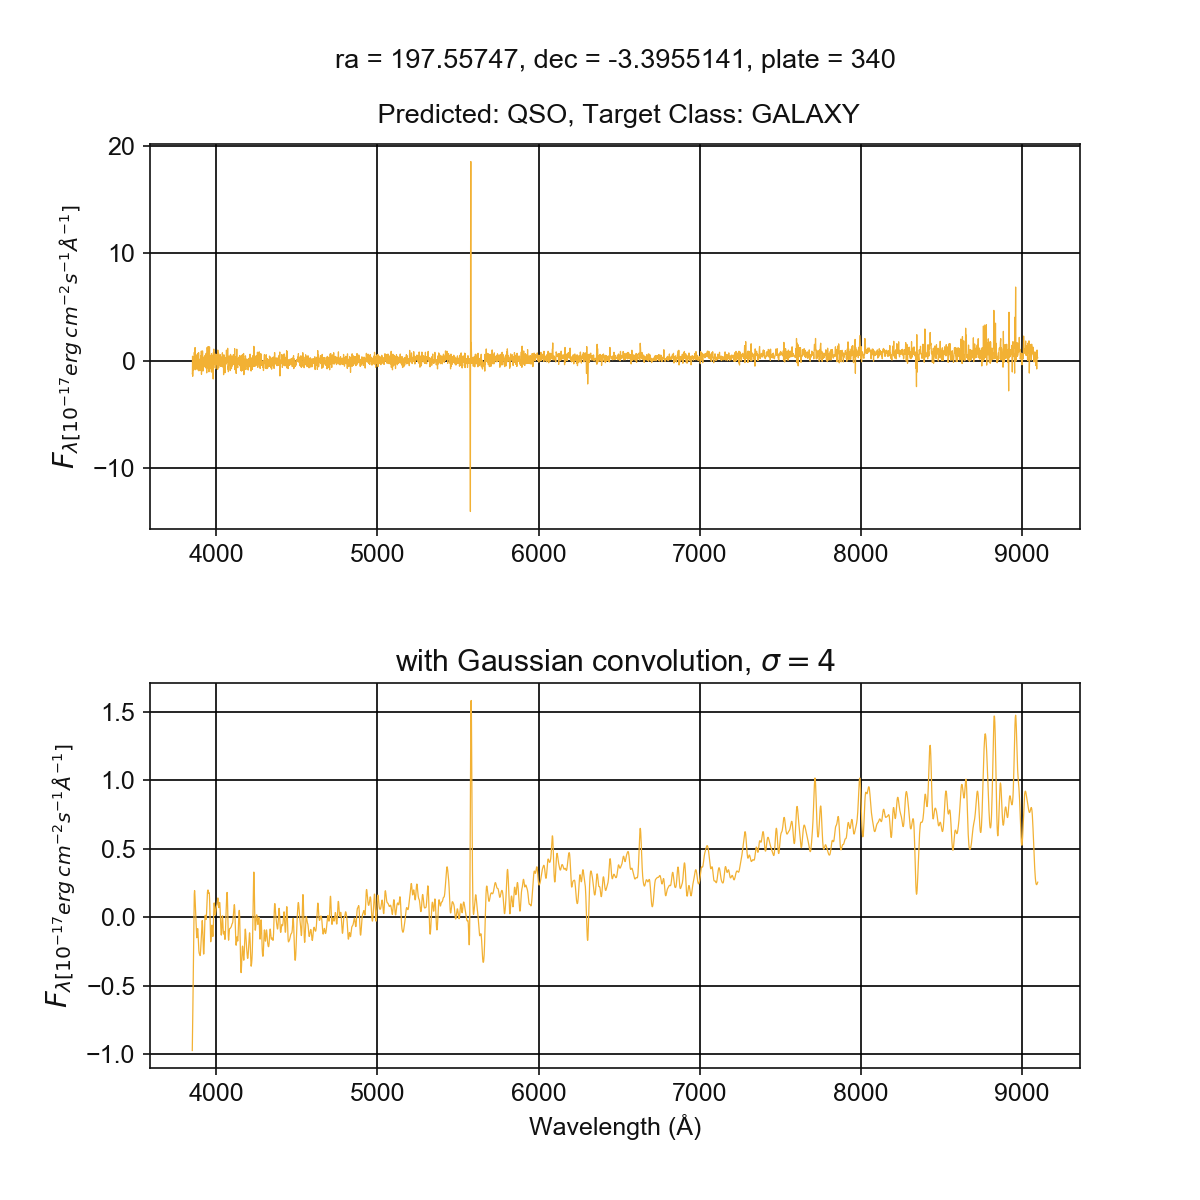 ra = 197.55747, dec = -3.3955141, plate = 340
Predicted: QSO, Target Class: GALAXY
20
10
0
−10
F_λ[10⁻¹⁷erg cm⁻²s⁻¹Å⁻¹]
4000 5000 6000 7000 8000 9000
with Gaussian convolution, σ = 4
1.5
1.0
0.5
0.0
−0.5
−1.0
F_λ[10⁻¹⁷erg cm⁻²s⁻¹Å⁻¹]
4000 5000 6000 7000 8000 9000
Wavelength (Å)